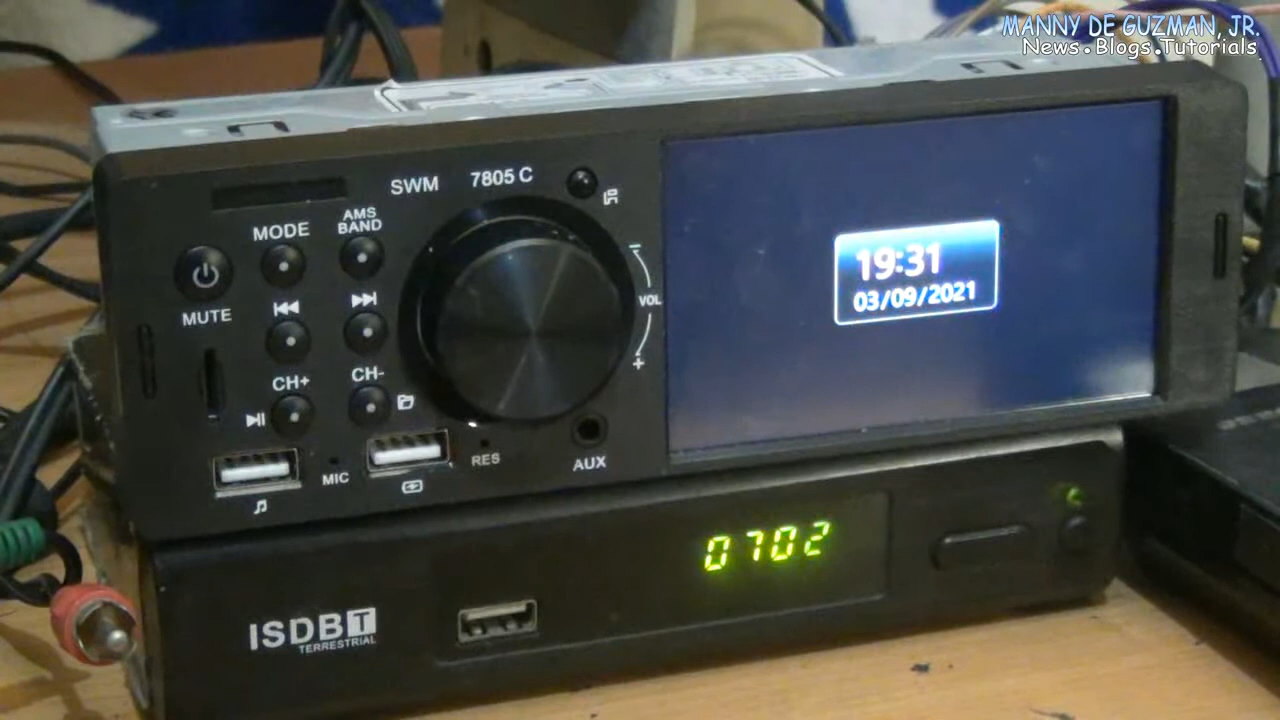 MANNY DE GUZMAN, JR.
News.Blogs.Tutorials
SWM 7805 C
MODE
AMS
BAND
MUTE
VOL
CH+
CH-
MIC
RES
AUX
19:31
03/09/2021
0702
ISDBT
TERRESTRIAL